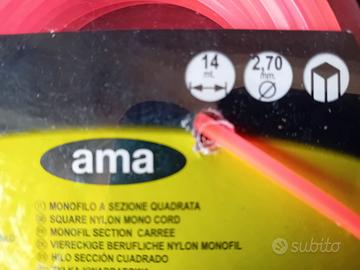 14
mt.
2,70
mm.
ama
MONOFILO A SEZIONE QUADRATA
SQUARE NYLON MONO CORD
MONOFIL SECTION CARREE
VIERECKIGE BERUFLICHE NYLON MONOFIL
HILO SECCIÓN CUADRADO
subito